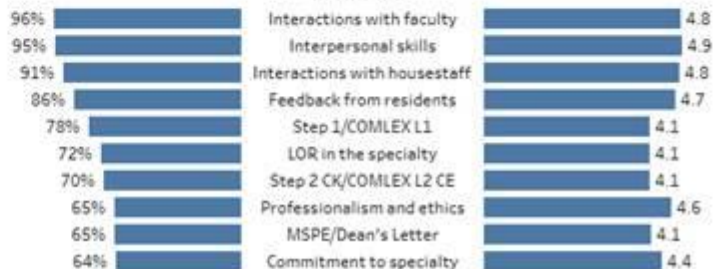 96% Interactions with faculty 4.8
95% Interpersonal skills 4.9
91% Interactions with housestaff 4.8
86% Feedback from residents 4.7
78% Step 1/COMLEX L1 4.1
72% LOR in the specialty 4.1
70% Step 2 CK/COMLEX L2 CE 4.1
65% Professionalism and ethics 4.6
65% MSPE/Dean's Letter 4.1
64% Commitment to specialty 4.4